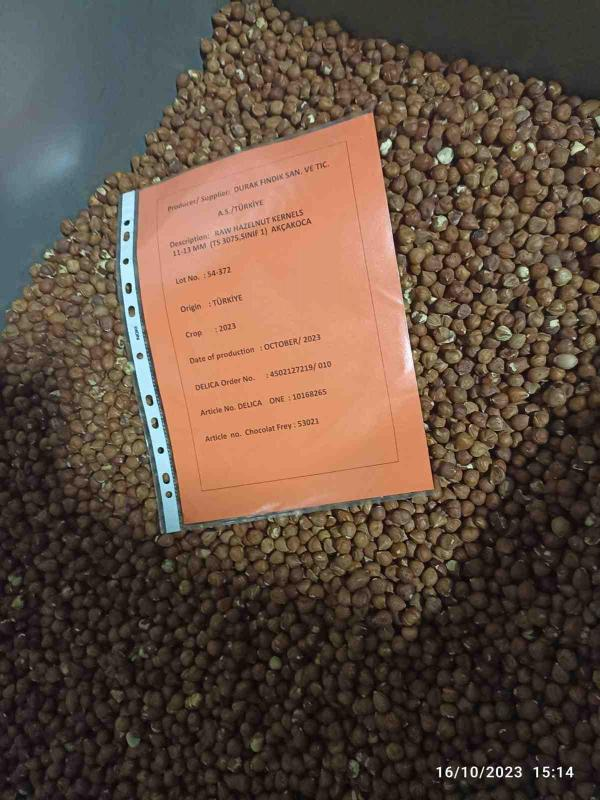 Producer/ Supplier: DURAK FINDIK SAN. VE TIC.
A.S./TÜRKİYE
Description: RAW HAZELNUT KERNELS
11-13 MM (TS 3075,SINIF 1) AKÇAKOCA
Lot No. : 54-372
Origin : TÜRKİYE
Crop : 2023
Date of production : OCTOBER/ 2023
DELICA Order No. : 4502127219/ 010
Article No. DELICA ONE : 10168265
Article no. Chocolat Frey : 53021
16/10/2023 15:14